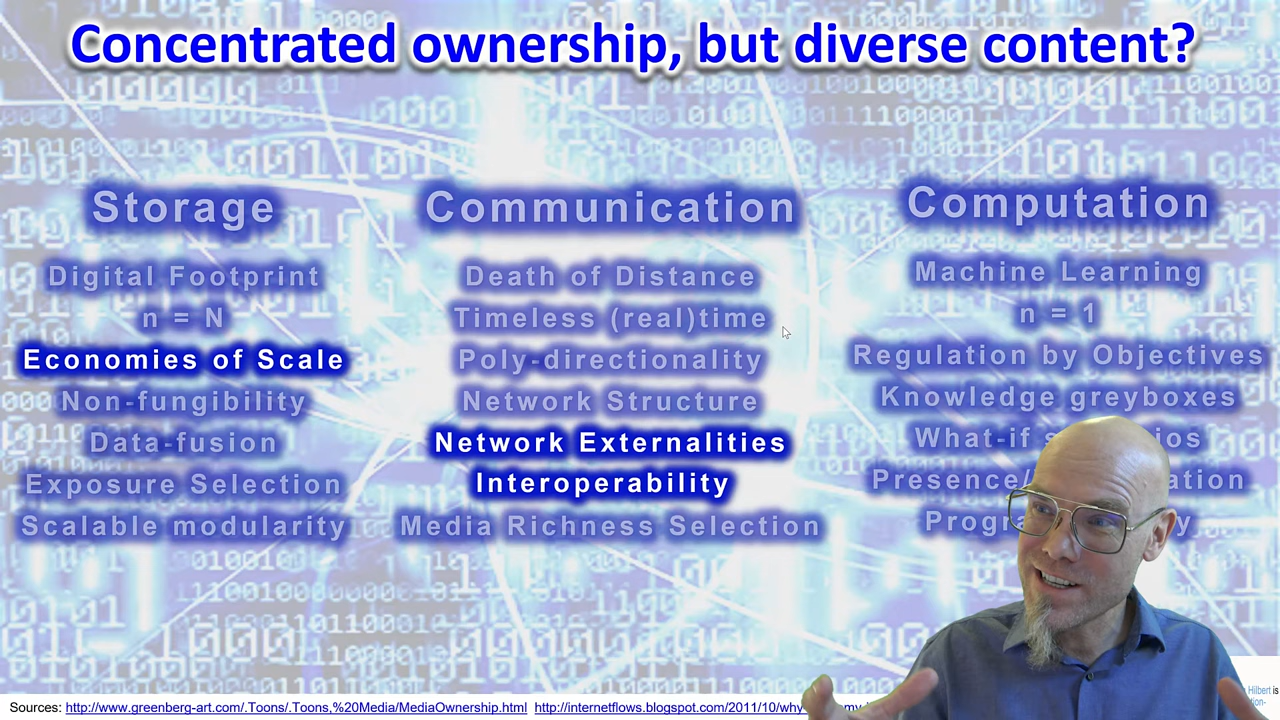 Concentrated ownership, but diverse content?
Storage
Digital Footprint
n = N
Economies of Scale
Non-fungibility
Data-fusion
Exposure Selection
Scalable modularity
Communication
Death of Distance
Timeless (real)time
Poly-directionality
Network Structure
Network Externalities
Interoperability
Media Richness Selection
Computation
Machine Learning
n = 1
Regulation by Objectives
Knowledge greyboxes
What-if
Sources: http://www.greenberg-art.com/.Toons/.Toons,%20Media/MediaOwnership.html http://internetflows.blogspot.com/2011/10/why
Hilbert is